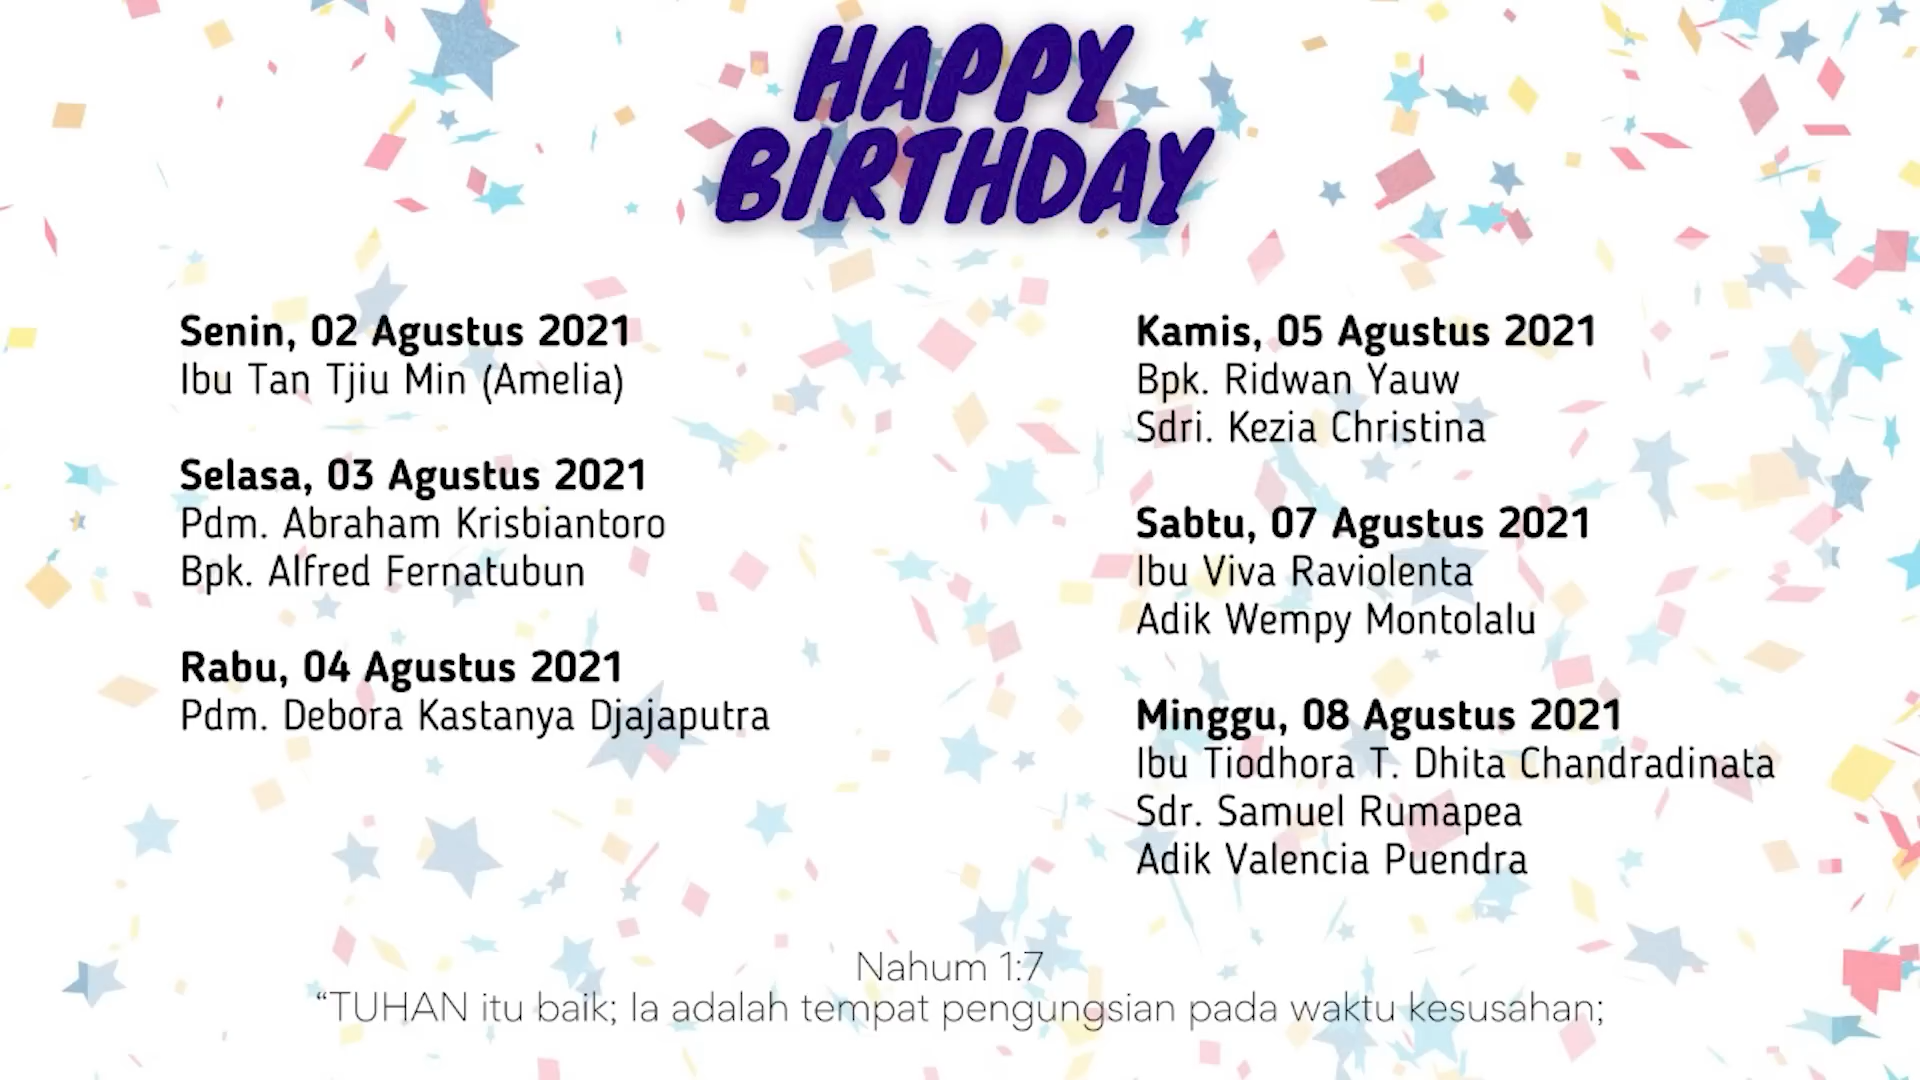 HAPPY
BIRTHDAY
Senin, 02 Agustus 2021
Ibu Tan Tjiu Min (Amelia)
Selasa, 03 Agustus 2021
Pdm. Abraham Krisbiantoro
Bpk. Alfred Fernatubun
Rabu, 04 Agustus 2021
Pdm. Debora Kastanya Djajaputra
Kamis, 05 Agustus 2021
Bpk. Ridwan Yauw
Sdri. Kezia Christina
Sabtu, 07 Agustus 2021
Ibu Viva Raviolenta
Adik Wempy Montolalu
Minggu, 08 Agustus 2021
Ibu Tiodhora T. Dhita Chandradinata
Sdr. Samuel Rumapea
Adik Valencia Puendra
Nahum 1:7
“TUHAN itu baik; Ia adalah tempat pengungsian pada waktu kesusahan;